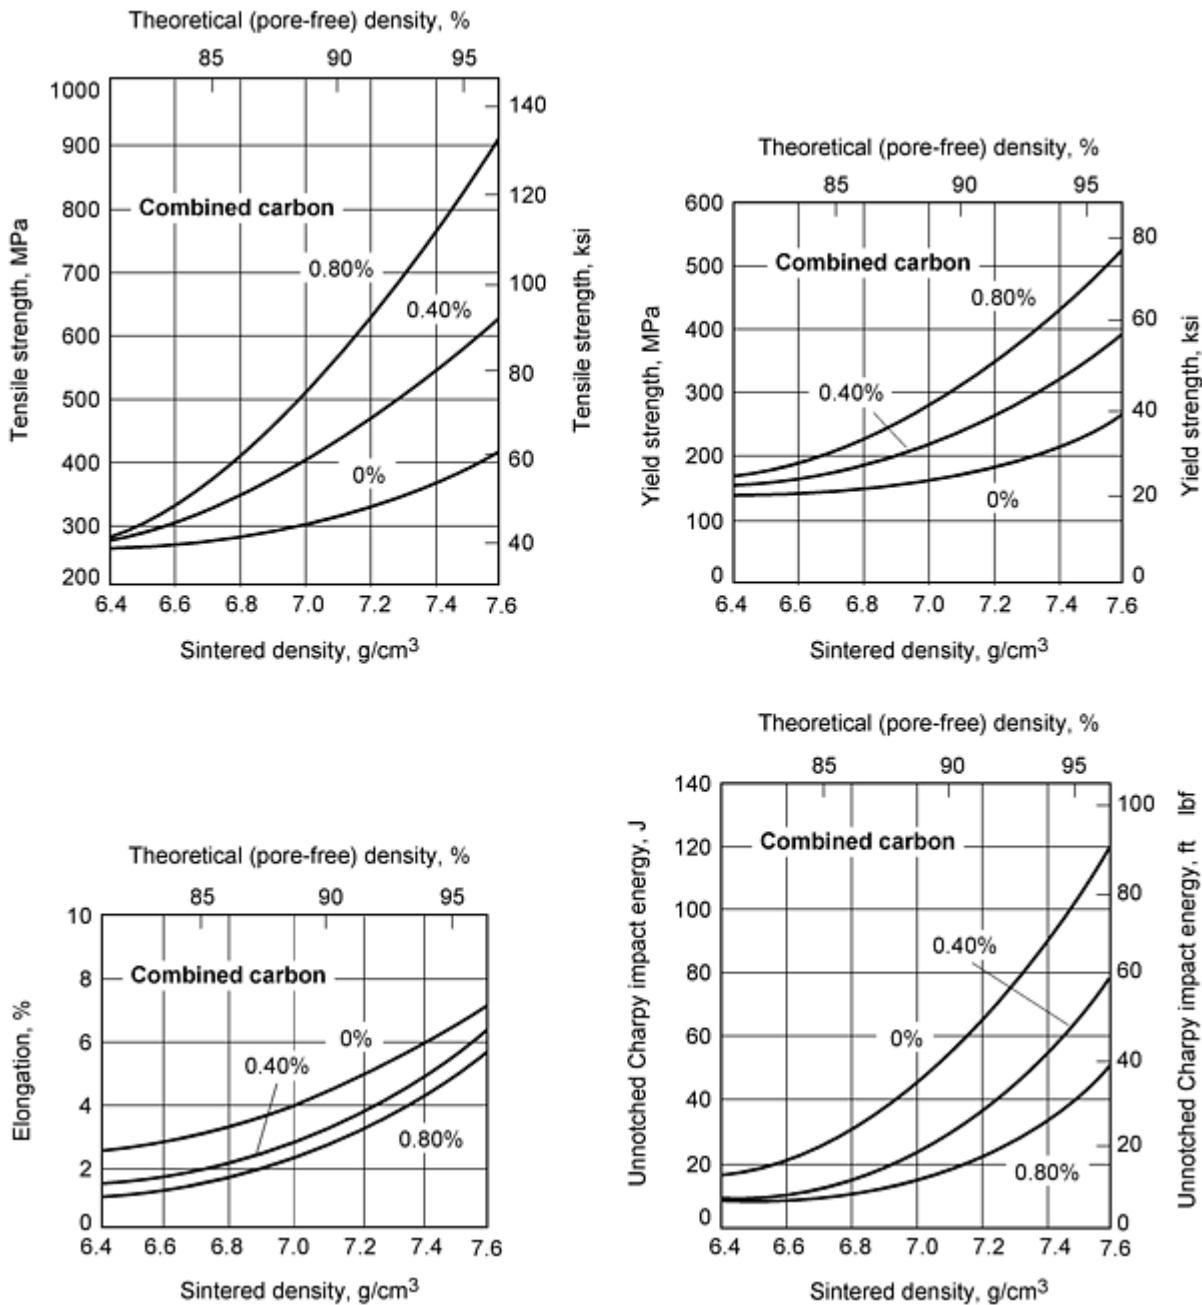 Theoretical (pore-free) density, %
85 90 95
1000
900
800
700
600
500
400
300
200
Tensile strength, MPa
Combined carbon
0.80%
0.40%
0%
140
120
100
80
60
40
Tensile strength, ksi
6.4 6.6 6.8 7.0 7.2 7.4 7.6
Sintered density, g/cm³
Theoretical (pore-free) density, %
85 90 95
600
500
400
300
200
100
0
Yield strength, MPa
Combined carbon
0.80%
0.40%
0%
80
60
40
20
0
Yield strength, ksi
6.4 6.6 6.8 7.0 7.2 7.4 7.6
Sintered density, g/cm³
Theoretical (pore-free) density, %
85 90 95
10
8
6
4
2
0
Elongation, %
Combined carbon
0%
0.40%
0.80%
6.4 6.6 6.8 7.0 7.2 7.4 7.6
Sintered density, g/cm³
Theoretical (pore-free) density, %
85 90 95
140
120
100
80
60
40
20
0
Unnotched Charpy impact energy, J
Combined carbon
0.40%
0%
0.80%
100
80
60
40
20
0
Unnotched Charpy impact energy, ft lbf
6.4 6.6 6.8 7.0 7.2 7.4 7.6
Sintered density, g/cm³